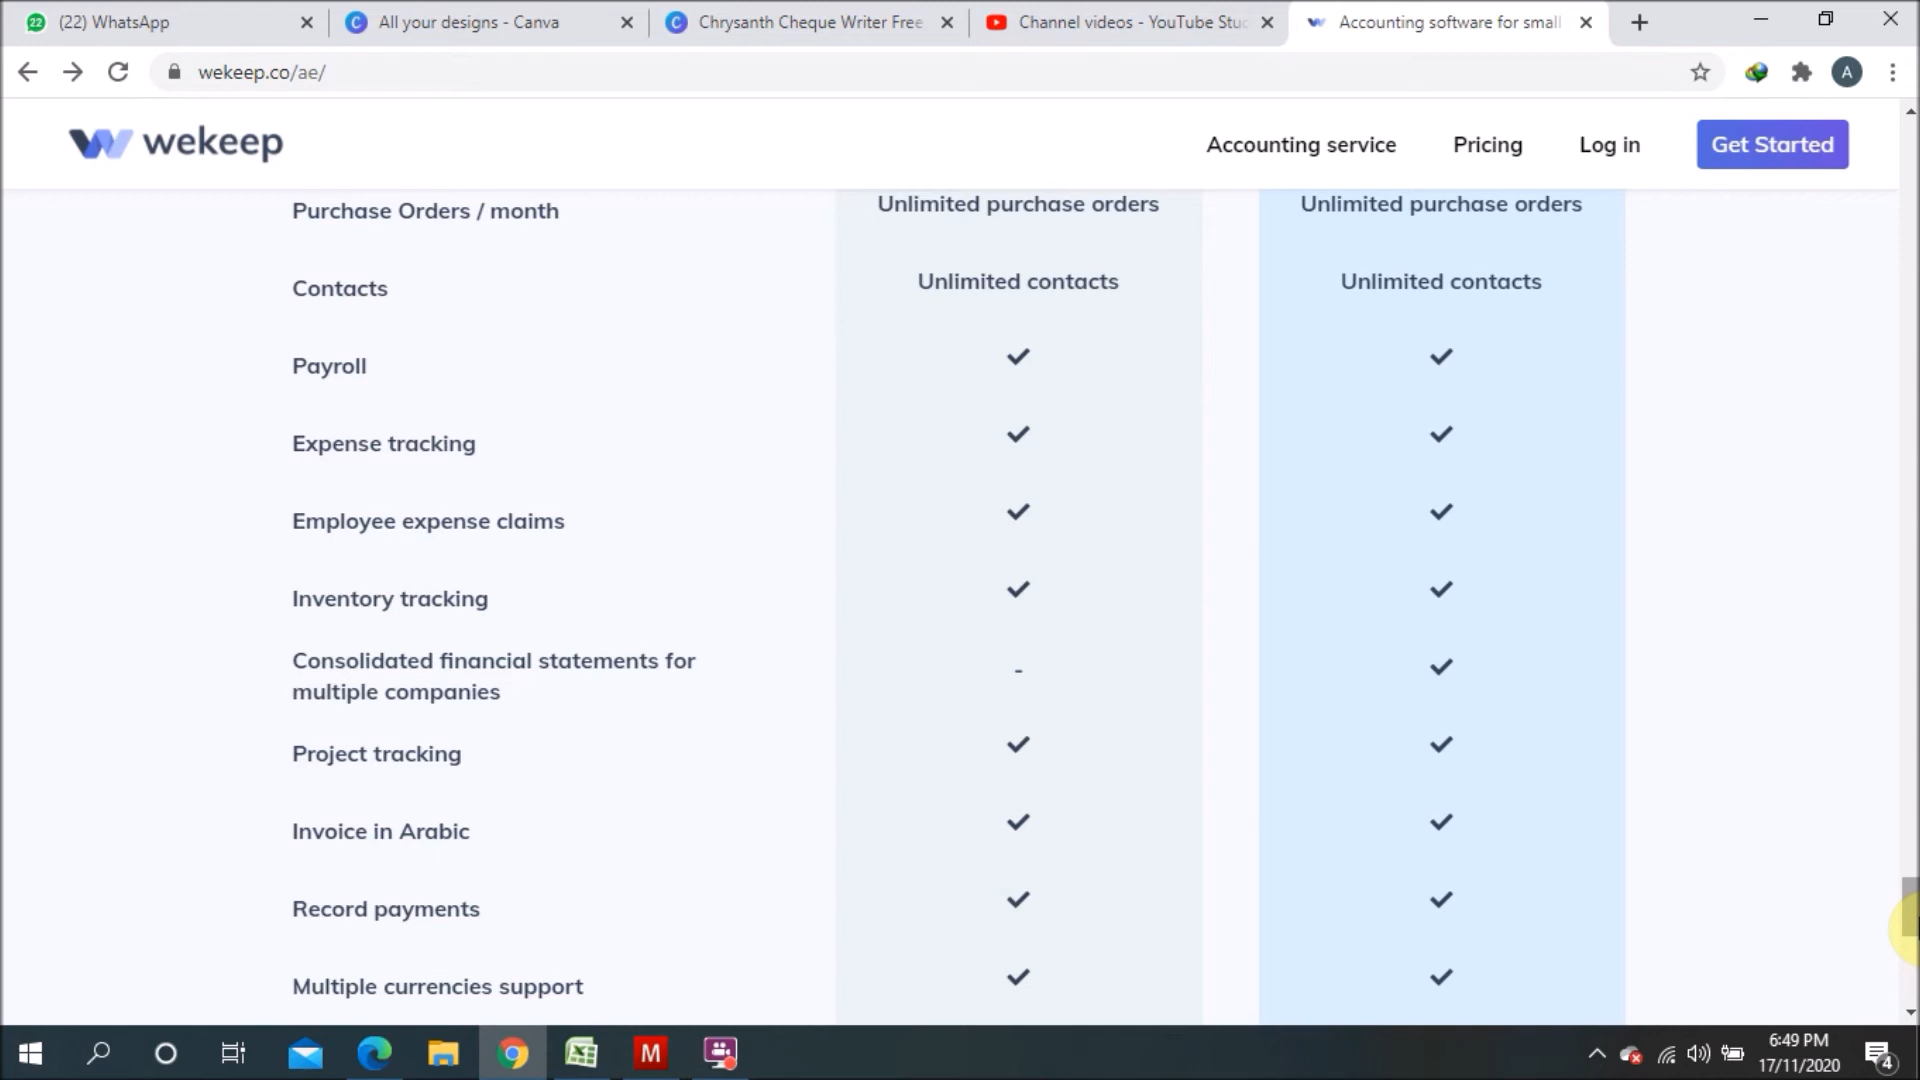 (22) WhatsApp
All your designs - Canva
Chrysanth Cheque Writer Free
Channel videos - YouTube Stu
Accounting software for small
wekeep.co/ae/
A
wekeep
Accounting service
Pricing
Log in
Get Started
Purchase Orders / month
Unlimited purchase orders
Unlimited purchase orders
Contacts
Unlimited contacts
Unlimited contacts
Payroll
Expense tracking
Employee expense claims
Inventory tracking
Consolidated financial statements for
multiple companies
-
Project tracking
Invoice in Arabic
Record payments
Multiple currencies support
6:49 PM
17/11/2020
4